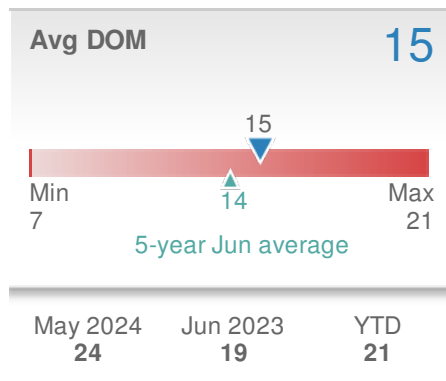 Avg DOM 15
15
Min Max
7 14 21
5-year Jun average
May 2024 Jun 2023 YTD
24 19 21